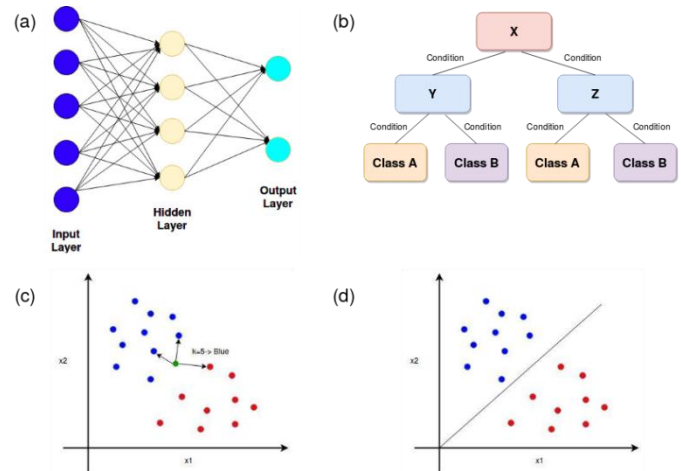 (a)
Input
Layer
Hidden
Layer
Output
Layer
(b)
X
Condition
Condition
Y
Z
Condition
Condition
Condition
Condition
Class A
Class B
Class A
Class B
(c)
x2
k=5-> Blue
x1
(d)
x2
x1